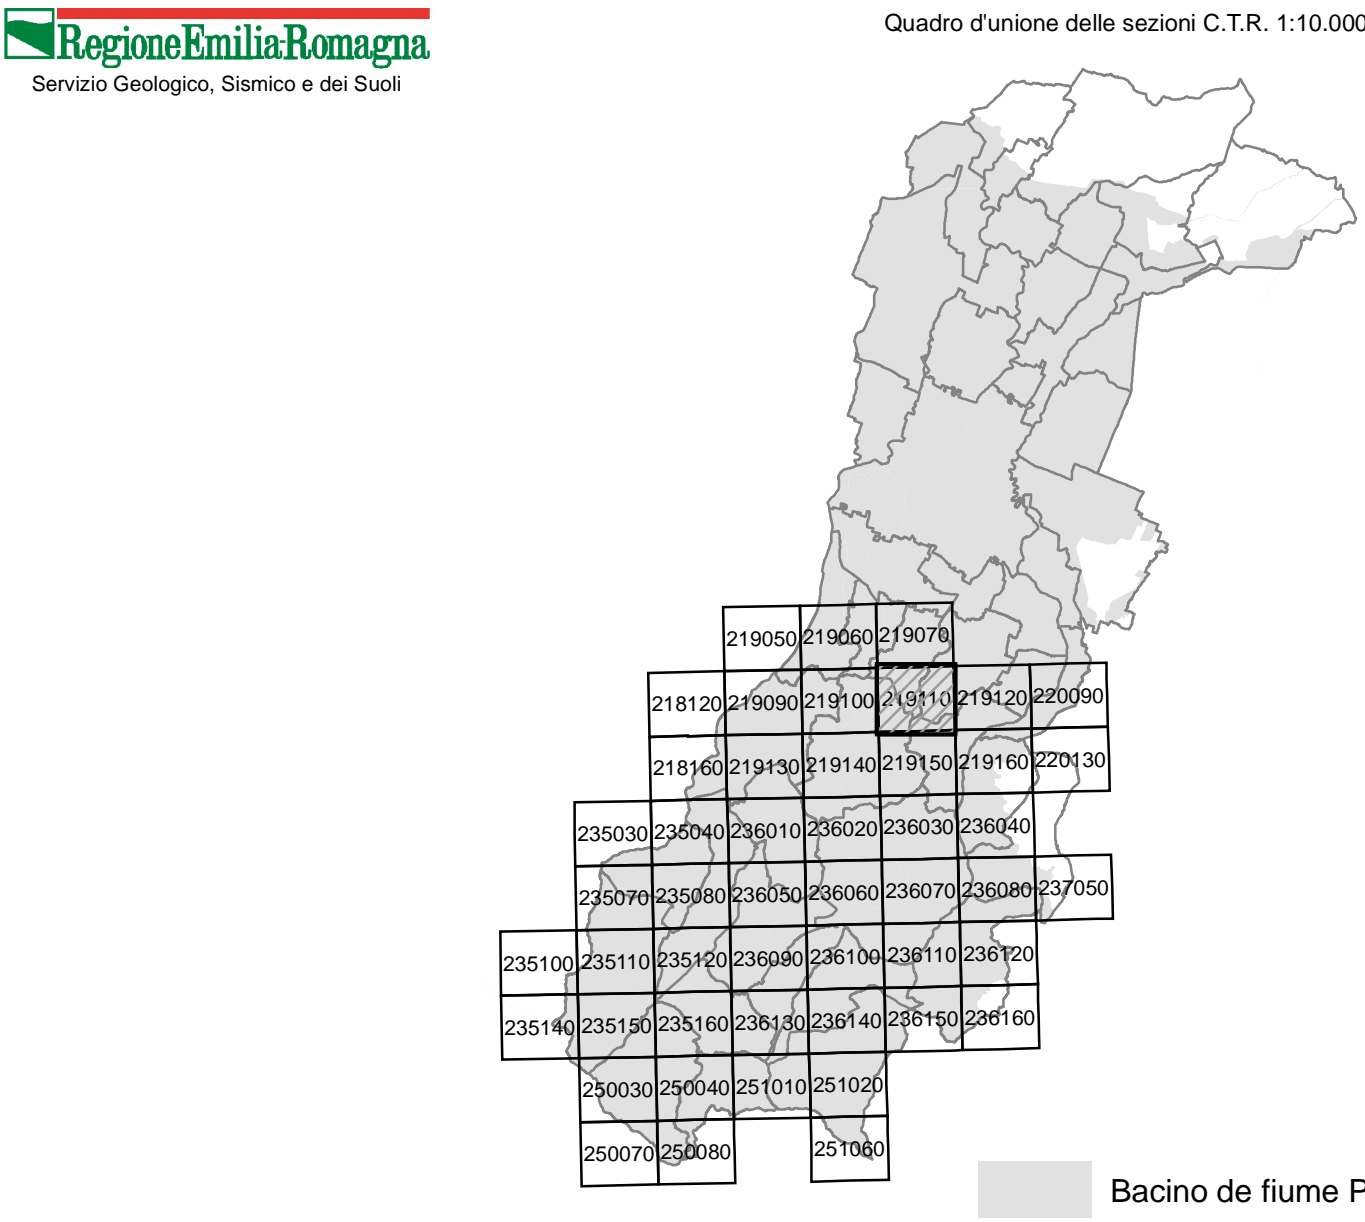 RegioneEmilia-Romagna
Quadro d'unione delle sezioni C.T.R. 1:10.000
Servizio Geologico, Sismico e dei Suoli
219050 219060 219070
218120 219090 219100 219110 219120 220090
218160 219130 219140 219150 219160 220130
235030 235040 236010 236020 236030 236040
235070 235080 236050 236060 236070 236080 237050
235100 235110 235120 236090 236100 236110 236120
235140 235150 235160 236130 236140 236150 236160
250030 250040 251010 251020
250070 250080 251060
Bacino de fiume P